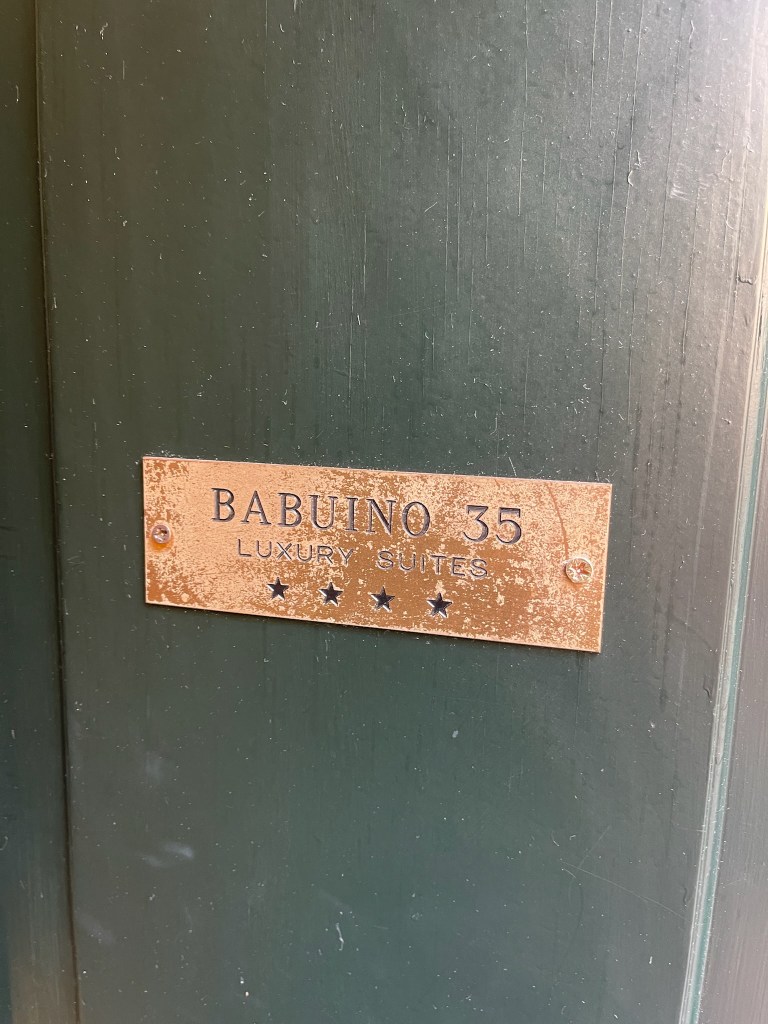 BABUINO 35
LUXURY SUITES
★ ★ ★ ★